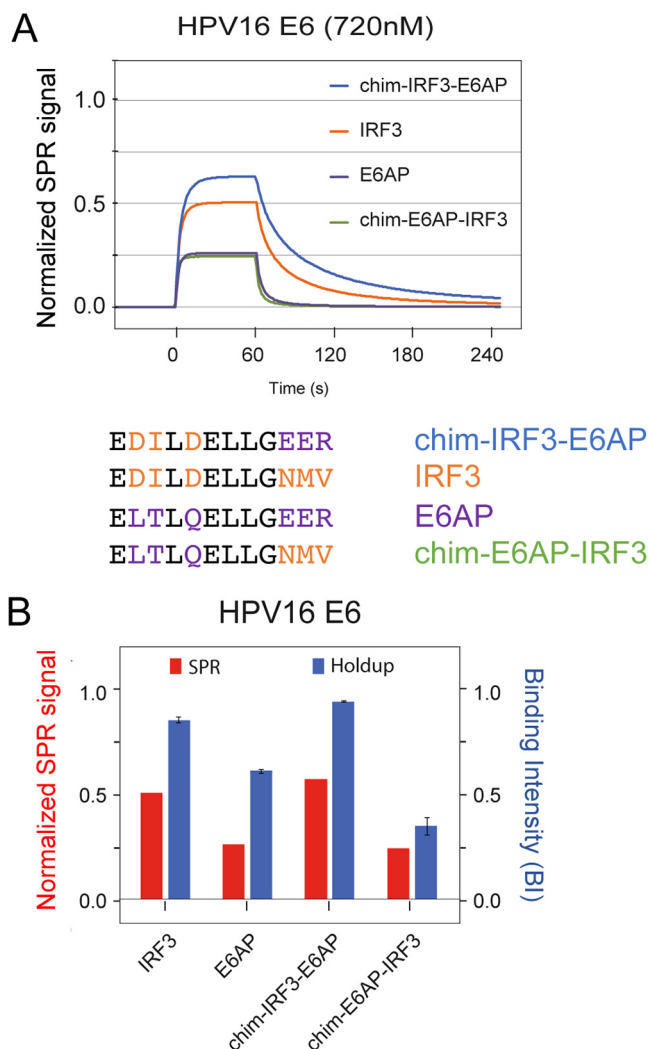 A
HPV16 E6 (720nM)
Normalized SPR signal
1.0
0.5
0.0
chim-IRF3-E6AP
IRF3
E6AP
chim-E6AP-IRF3
0 60 120 180 240
Time (s)
EDILDELLGEER chim-IRF3-E6AP
EDILDELLGNMV IRF3
ELTLQELLGEER E6AP
ELTLQELLGNMV chim-E6AP-IRF3
B
HPV16 E6
Normalized SPR signal
SPR Holdup
Binding Intensity (BI)
1.0 1.0
0.5 0.5
0.0 0.0
IRF3
E6AP
chim-IRF3-E6AP
chim-E6AP-IRF3